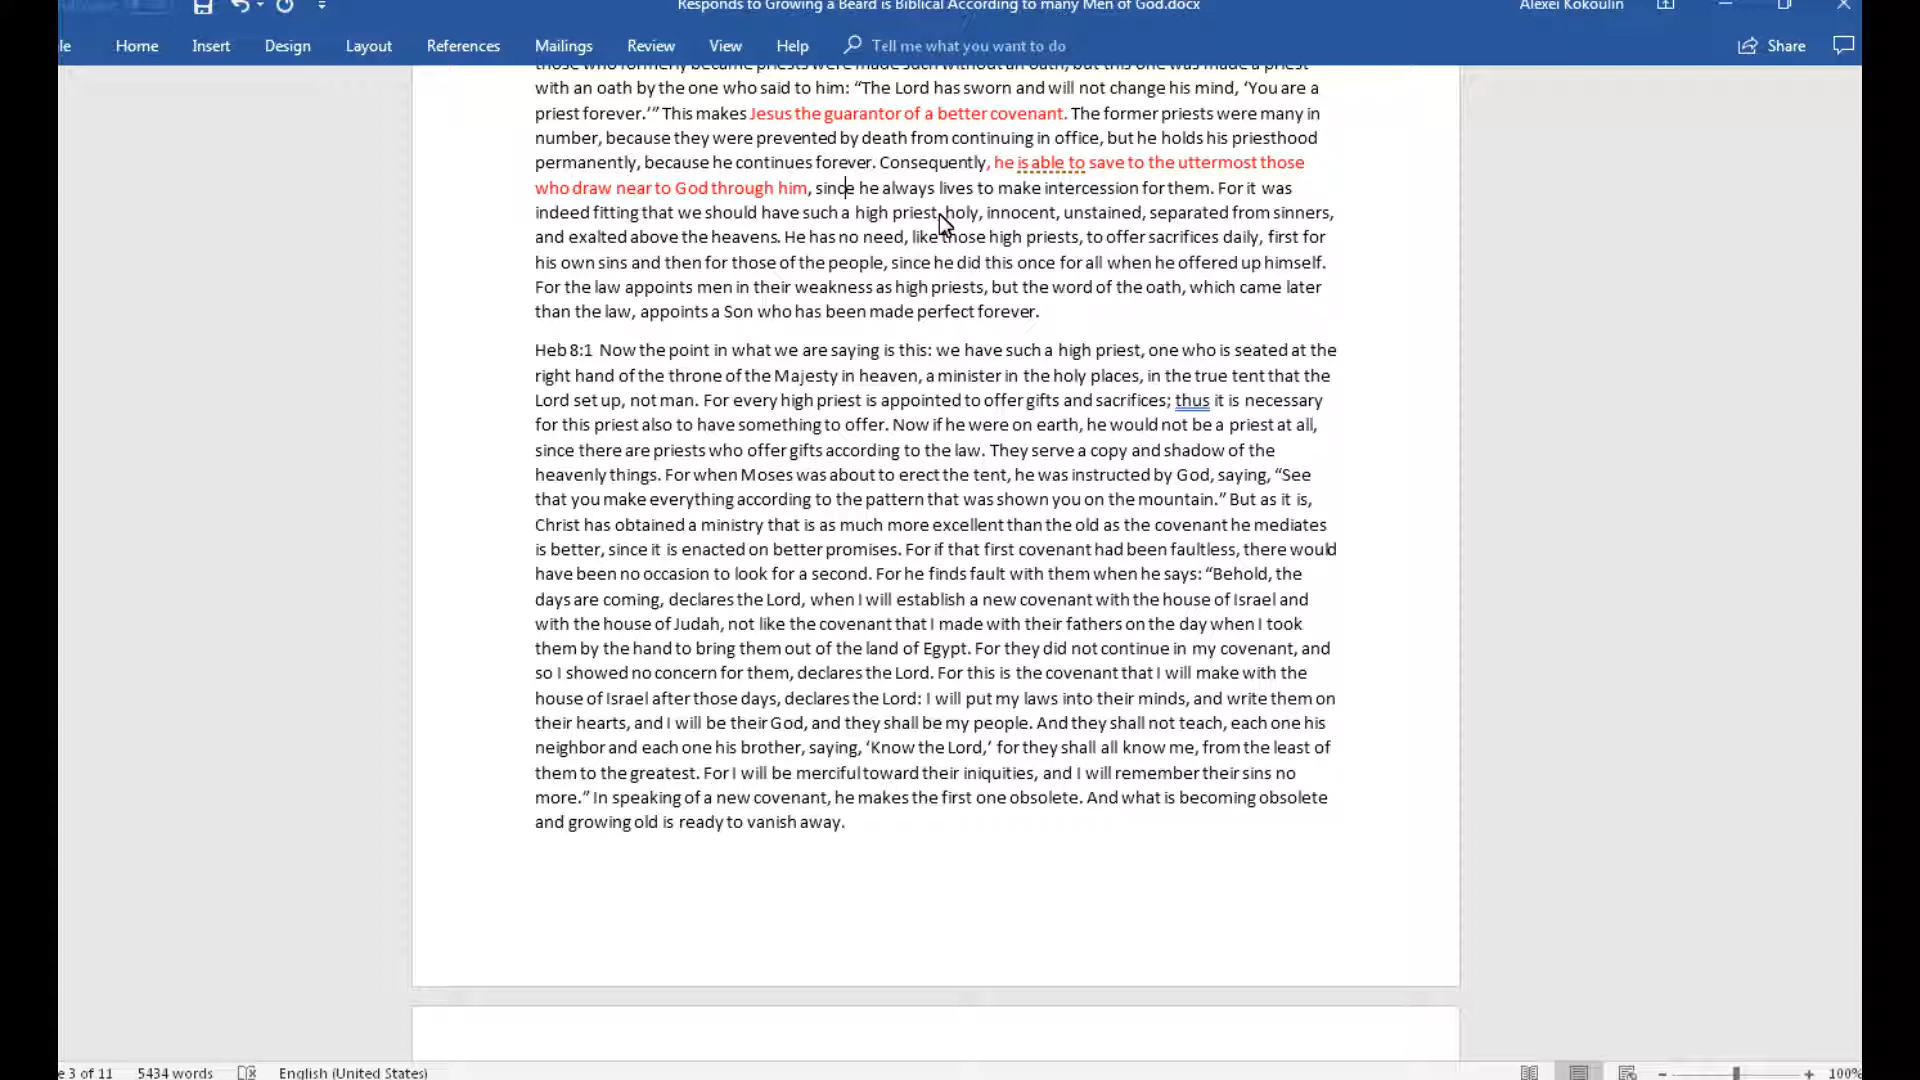 Responds to Growing a Beard is Biblical According to many Men of God.docx
Alexei Kokoulin
le Home Insert Design Layout References Mailings Review View Help Tell me what you want to do Share
those who formerly became priests were made such without an oath, but this one was made a priest
with an oath by the one who said to him: “The Lord has sworn and will not change his mind, ‘You are a
priest forever.’” This makes Jesus the guarantor of a better covenant. The former priests were many in
number, because they were prevented by death from continuing in office, but he holds his priesthood
permanently, because he continues forever. Consequently, he is able to save to the uttermost those
who draw near to God through him, since he always lives to make intercession for them. For it was
indeed fitting that we should have such a high priest, holy, innocent, unstained, separated from sinners,
and exalted above the heavens. He has no need, like those high priests, to offer sacrifices daily, first for
his own sins and then for those of the people, since he did this once for all when he offered up himself.
For the law appoints men in their weakness as high priests, but the word of the oath, which came later
than the law, appoints a Son who has been made perfect forever.
Heb 8:1 Now the point in what we are saying is this: we have such a high priest, one who is seated at the
right hand of the throne of the Majesty in heaven, a minister in the holy places, in the true tent that the
Lord set up, not man. For every high priest is appointed to offer gifts and sacrifices; thus it is necessary
for this priest also to have something to offer. Now if he were on earth, he would not be a priest at all,
since there are priests who offer gifts according to the law. They serve a copy and shadow of the
heavenly things. For when Moses was about to erect the tent, he was instructed by God, saying, “See
that you make everything according to the pattern that was shown you on the mountain.” But as it is,
Christ has obtained a ministry that is as much more excellent than the old as the covenant he mediates
is better, since it is enacted on better promises. For if that first covenant had been faultless, there would
have been no occasion to look for a second. For he finds fault with them when he says: “Behold, the
days are coming, declares the Lord, when I will establish a new covenant with the house of Israel and
with the house of Judah, not like the covenant that I made with their fathers on the day when I took
them by the hand to bring them out of the land of Egypt. For they did not continue in my covenant, and
so I showed no concern for them, declares the Lord. For this is the covenant that I will make with the
house of Israel after those days, declares the Lord: I will put my laws into their minds, and write them on
their hearts, and I will be their God, and they shall be my people. And they shall not teach, each one his
neighbor and each one his brother, saying, ‘Know the Lord,’ for they shall all know me, from the least of
them to the greatest. For I will be merciful toward their iniquities, and I will remember their sins no
more.” In speaking of a new covenant, he makes the first one obsolete. And what is becoming obsolete
and growing old is ready to vanish away.
e 3 of 11 5434 words English (United States) 100%